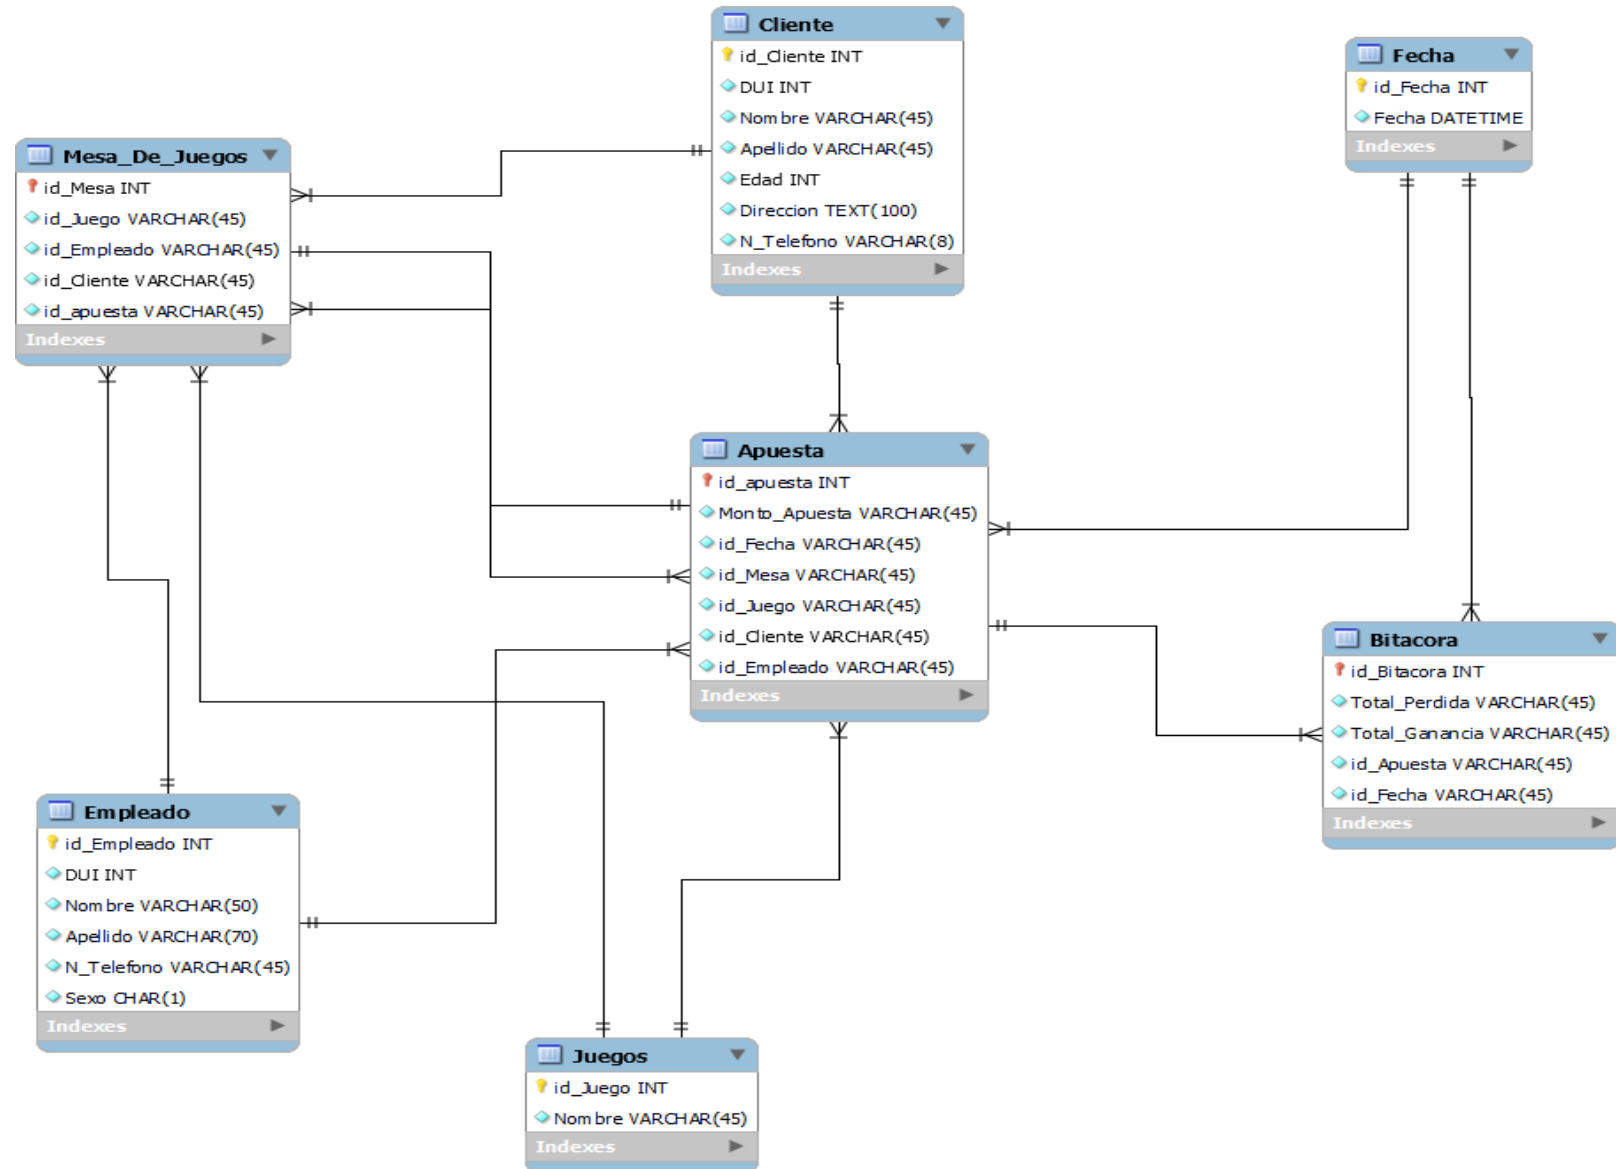 Cliente
id_Cliente INT
DUI INT
Nombre VARCHAR(45)
Apellido VARCHAR(45)
Edad INT
Direccion TEXT(100)
N_Telefono VARCHAR(8)
Indexes
Fecha
id_Fecha INT
Fecha DATETIME
Indexes
Mesa_De_Juegos
id_Mesa INT
id_Juego VARCHAR(45)
id_Empleado VARCHAR(45)
id_Cliente VARCHAR(45)
id_apuesta VARCHAR(45)
Indexes
Apuesta
id_apuesta INT
Monto_Apuesta VARCHAR(45)
id_Fecha VARCHAR(45)
id_Mesa VARCHAR(45)
id_Juego VARCHAR(45)
id_Cliente VARCHAR(45)
id_Empleado VARCHAR(45)
Indexes
Bitacora
id_Bitacora INT
Total_Perdida VARCHAR(45)
Total_Ganancia VARCHAR(45)
id_Apuesta VARCHAR(45)
id_Fecha VARCHAR(45)
Indexes
Empleado
id_Empleado INT
DUI INT
Nombre VARCHAR(50)
Apellido VARCHAR(70)
N_Telefono VARCHAR(45)
Sexo CHAR(1)
Indexes
Juegos
id_Juego INT
Nombre VARCHAR(45)
Indexes